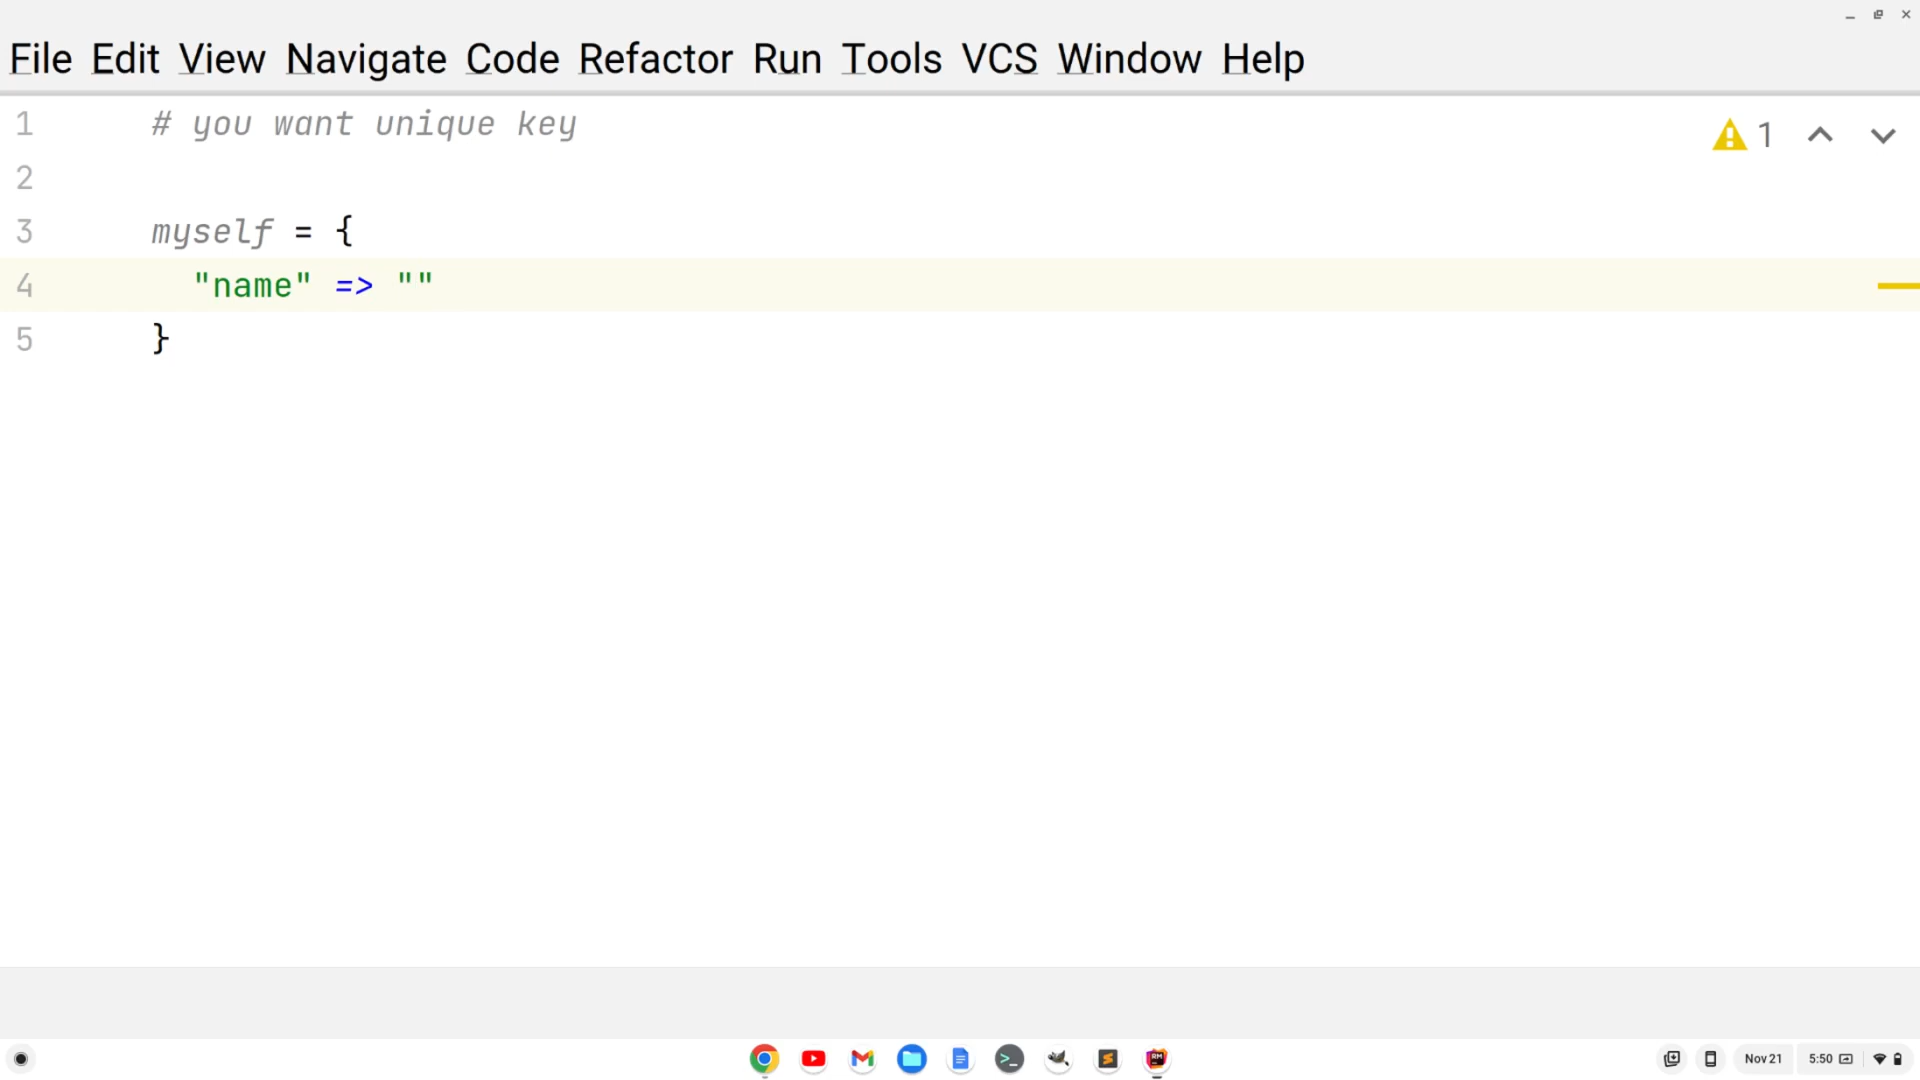 File Edit View Navigate Code Refactor Run Tools VCS Window Help
1 # you want unique key
1
2
3 myself = {
4 "name" => ""
5 }
RM
Nov 21
5:50